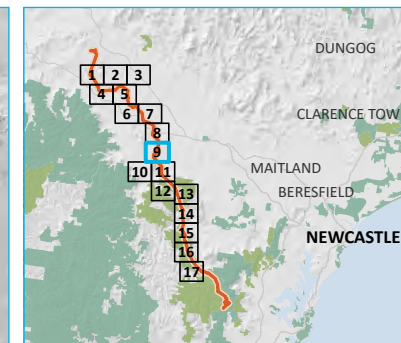 DUNGOG
1 2 3
4 5
6 7
CLARENCE TOW
8
9
10 11
MAITLAND
12 13
BERESFIELD
14
15
NEWCASTLE
16
17